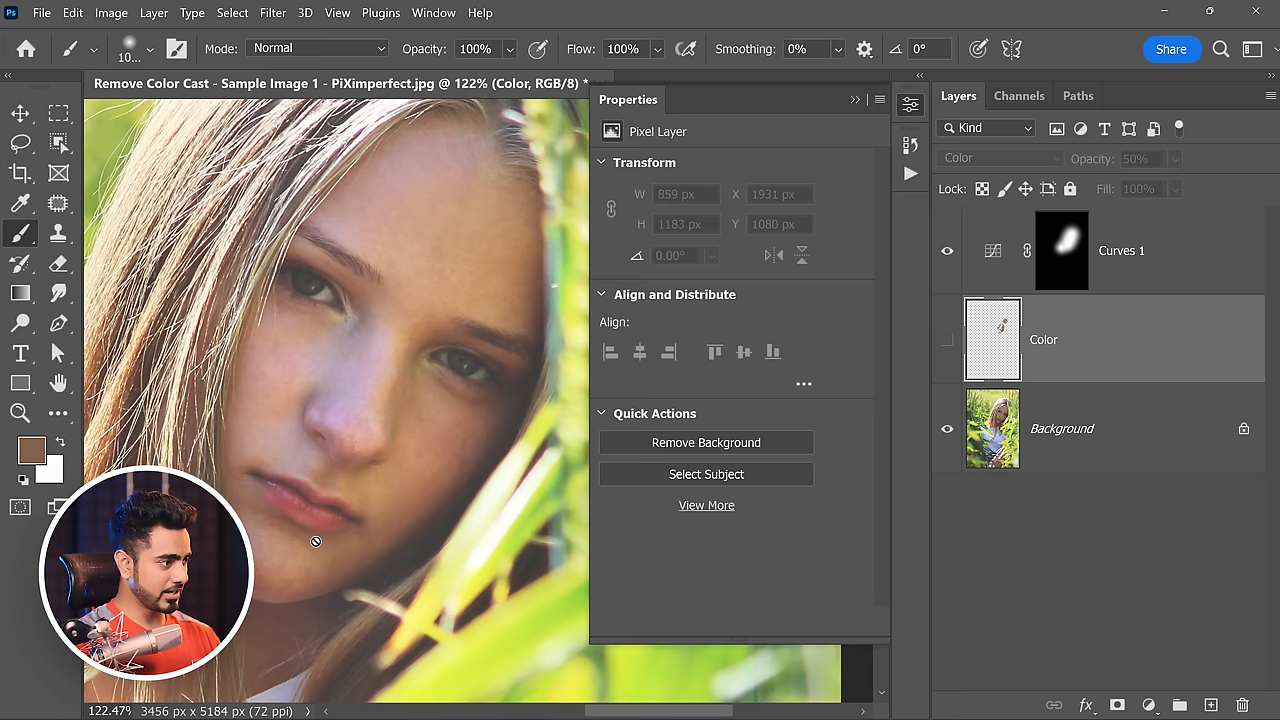 Ps File Edit Image Layer Type Select Filter 3D View Plugins Window Help
10... Mode: Normal Opacity: 100% Flow: 100% Smoothing: 0% 0° Share
Remove Color Cast - Sample Image 1 - PiXimperfect.jpg @ 122% (Color, RGB/8) *
Properties
Pixel Layer
Transform
W 859 px X 1931 px
H 1183 px Y 1080 px
0.00°
Align and Distribute
Align:
Quick Actions
Remove Background
Select Subject
View More
Layers Channels Paths
Kind
Color Opacity: 50%
Lock: Fill: 100%
Curves 1
Color
Background
122.47% 3456 px x 5184 px (72 ppi)